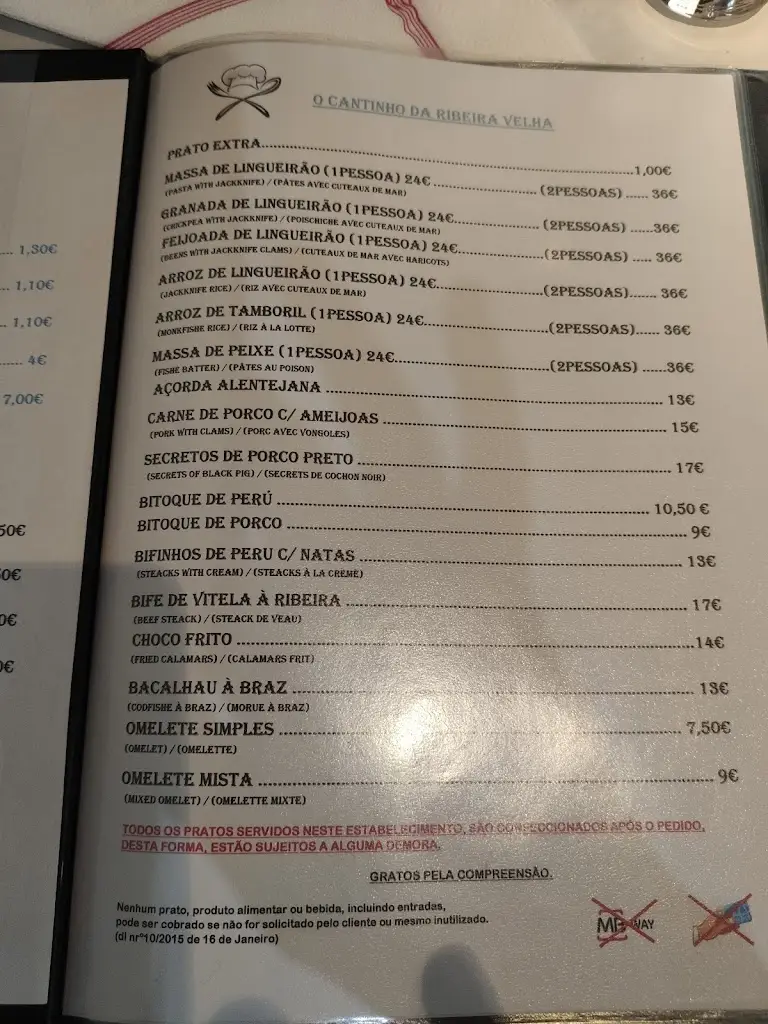 O CANTINHO DA RIBEIRA VELHA
PRATO EXTRA..........1,00€
MASSA DE LINGUEIRÃO (1PESSOA) 24€.......... (2PESSOAS) ...... 36€
(PASTA WITH JACKKNIFE) / (PÂTES AVEC CUTEAUX DE MAR)
GRANADA DE LINGUEIRÃO (1PESSOA) 24€.......... (2PESSOAS) ......36€
(CHICKPEA WITH JACKKNIFE) / (POISCHICHE AVEC CUTEAUX DE MAR)
FEIJOADA DE LINGUEIRÃO (1PESSOA) 24€..........(2PESSOAS) ..... 36€
(BEENS WITH JACKKNIFE CLAMS) / (CUTEAUX DE MAR AVEC HARICOTS)
ARROZ DE LINGUEIRÃO (1PESSOA) 24€..........(2PESSOAS)....... 36€
(JACKKNIFE RICE) / (RIZ AVEC CUTEAUX DE MAR)
ARROZ DE TAMBORIL (1PESSOA) 24€..........(2PESSOAS)...... 36€
(MONKFISHE RICE) / (RIZ À LA LOTTE)
MASSA DE PEIXE (1PESSOA) 24€..........(2PESSOAS) ......36€
(FISHE BATTER) / (PÂTES AU POISON)
AÇORDA ALENTEJANA .......... 13€
CARNE DE PORCO C/ AMEIJOAS .......... 15€
(PORK WITH CLAMS) / (PORC AVEC VONGOLES)
SECRETOS DE PORCO PRETO .......... 17€
(SECRETS OF BLACK PIG) / (SECRETS DE COCHON NOIR)
BITOQUE DE PERÚ .......... 10,50 €
BITOQUE DE PORCO .......... 9€
BIFINHOS DE PERU C/ NATAS .......... 13€
(STEACKS WITH CREAM) / (STEACKS À LA CRÈME)
BIFE DE VITELA À RIBEIRA .......... 17€
(BEEF STEACK) / (STEACK DE VEAU)
CHOCO FRITO ..........14€
(FRIED CALAMARS) / (CALAMARS FRIT)
BACALHAU À BRAZ .......... 13€
(CODFISHE À BRAZ) / (MORUE À BRAZ)
OMELETE SIMPLES .......... 7,50€
(OMELET) / (OMELETTE)
OMELETE MISTA ..........9€
(MIXED OMELET) / (OMELETTE MIXTE)
TODOS OS PRATOS SERVIDOS NESTE ESTABELECIMENTO, SÃO CONFECCIONADOS APÓS O PEDIDO,
DESTA FORMA, ESTÃO SUJEITOS A ALGUMA DEMORA.
GRATOS PELA COMPREENSÃO.
Nenhum prato, produto alimentar ou bebida, incluindo entradas,
pode ser cobrado se não for solicitado pelo cliente ou mesmo inutilizado.
(dl nrº10/2015 de 16 de Janeiro)
MB WAY
.... 1,30€
..... 1,10€
.. 1,10€
...... 4€
7,00€